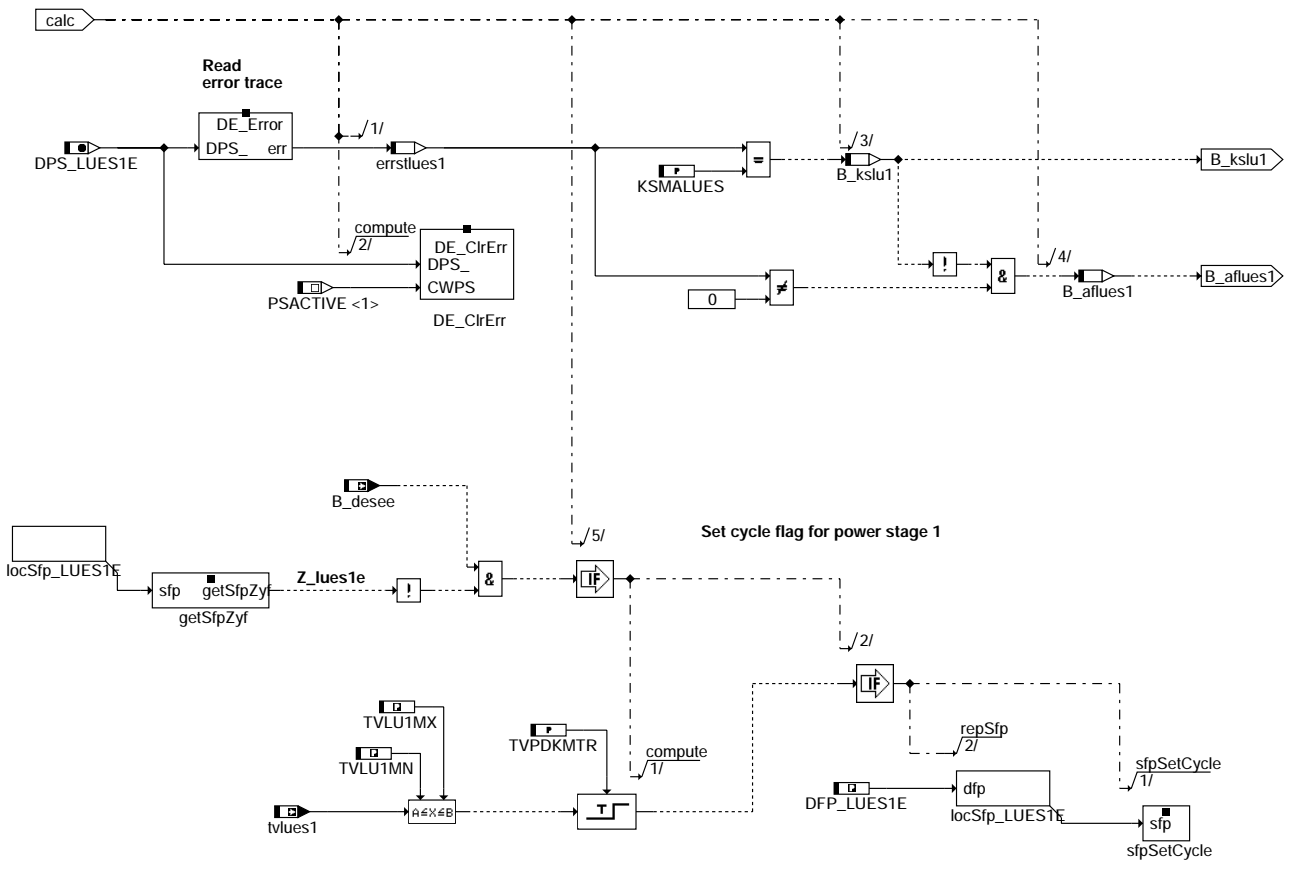 calc
Read
error trace
DE_Error
DPS_ err
DPS_LUES1E
/1/
errstlues1
/3/
=
KSMALUES
P
B_kslu1
B_kslu1
compute
2/
DE_ClrErr
DPS_
CWPS
PSACTIVE <1>
DE_ClrErr
0
≠
!
&
/4/
B_aflues1
B_aflues1
B_desee
/5/
Set cycle flag for power stage 1
locSfp_LUES1E
sfp getSfpZyf
getSfpZyf
Z_lues1e
!
&
IF
/2/
IF
P
TVLU1MX
P
TVLU1MN
P
TVPDKMTR
compute
1/
repSfp
2/
sfpSetCycle
1/
tvlues1
A≤X≤B
T
P
DFP_LUES1E
dfp
locSfp_LUES1E
sfp
sfpSetCycle